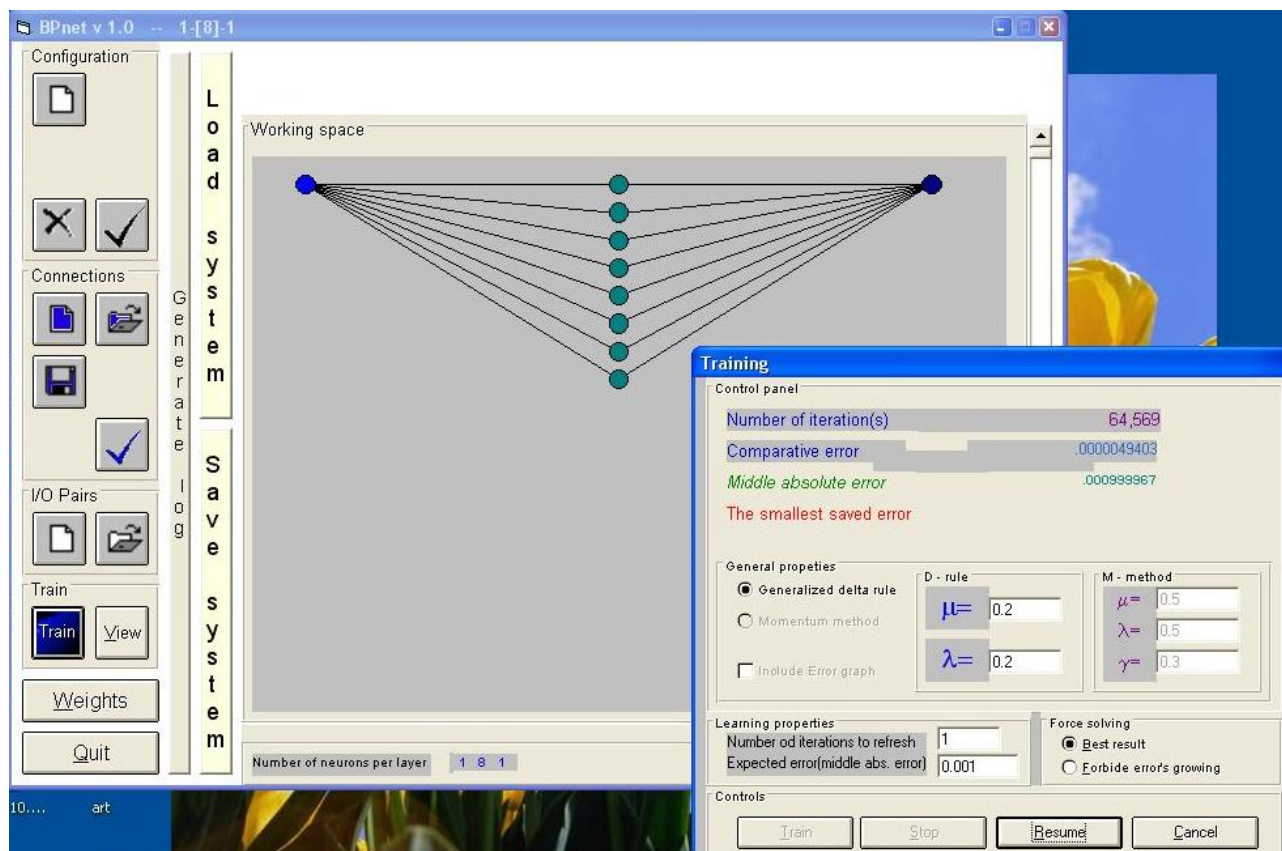 BPnet v 1.0 -- 1-[8]-1
Configuration
Connections
I/O Pairs
Train
Train
View
Weights
Quit
Generate log
Load system
Save system
Working space
Number of neurons per layer 1 8 1
Training
Control panel
Number of iteration(s) 64,569
Comparative error .0000049403
Middle absolute error .000999967
The smallest saved error
General propeties
Generalized delta rule
Momentum method
Include Error graph
D - rule
μ= 0.2
λ= 0.2
M - method
μ= 0.5
λ= 0.5
γ= 0.3
Learning properties
Number od iterations to refresh 1
Expected error(middle abs. error) 0.001
Force solving
Best result
Forbide error's growing
Controls
Train Stop Resume Cancel
10.... art